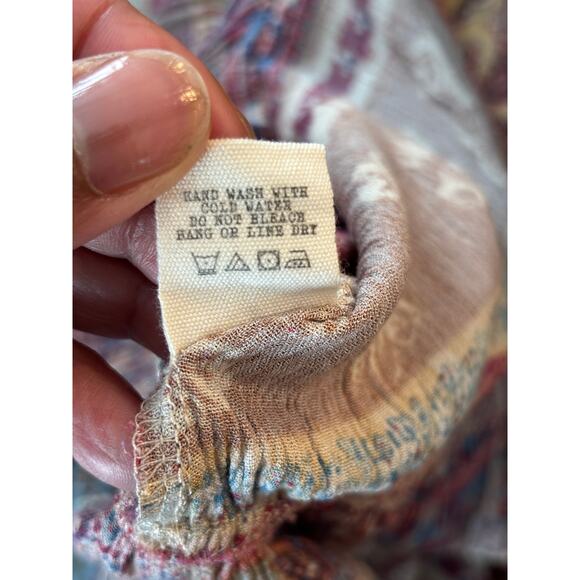 HAND WASH WITH
COLD WATER
DO NOT BLEACH
HANG OR LINE DRY